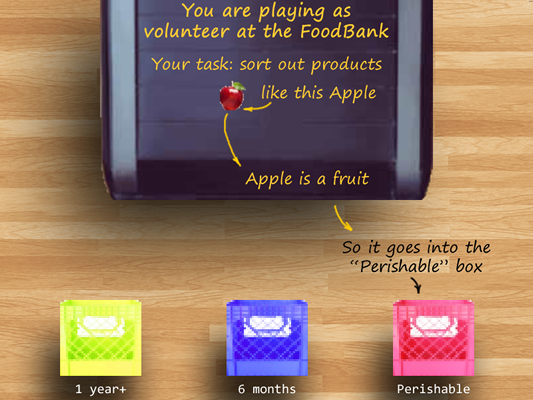 You are playing as
volunteer at the FoodBank
Your task: sort out products
like this Apple
Apple is a fruit
So it goes into the
“Perishable” box
1 year+
6 months
Perishable